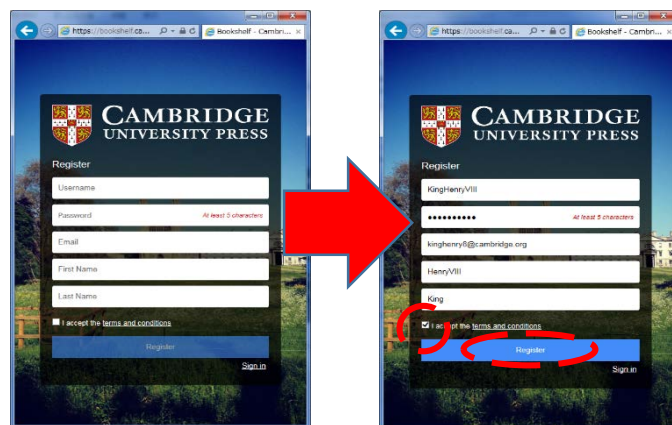 https://bookshelf.ca...
Bookshelf - Cambri...
CAMBRIDGE
UNIVERSITY PRESS
Register
Username
Password At least 5 characters
Email
First Name
Last Name
I accept the terms and conditions
Register
Sign in
https://bookshelf.ca...
Bookshelf - Cambri...
CAMBRIDGE
UNIVERSITY PRESS
Register
KingHenryVIII
•••••••••• At least 5 characters
kinghenry8@cambridge.org
HenryVIII
King
I accept the terms and conditions
Register
Sign in